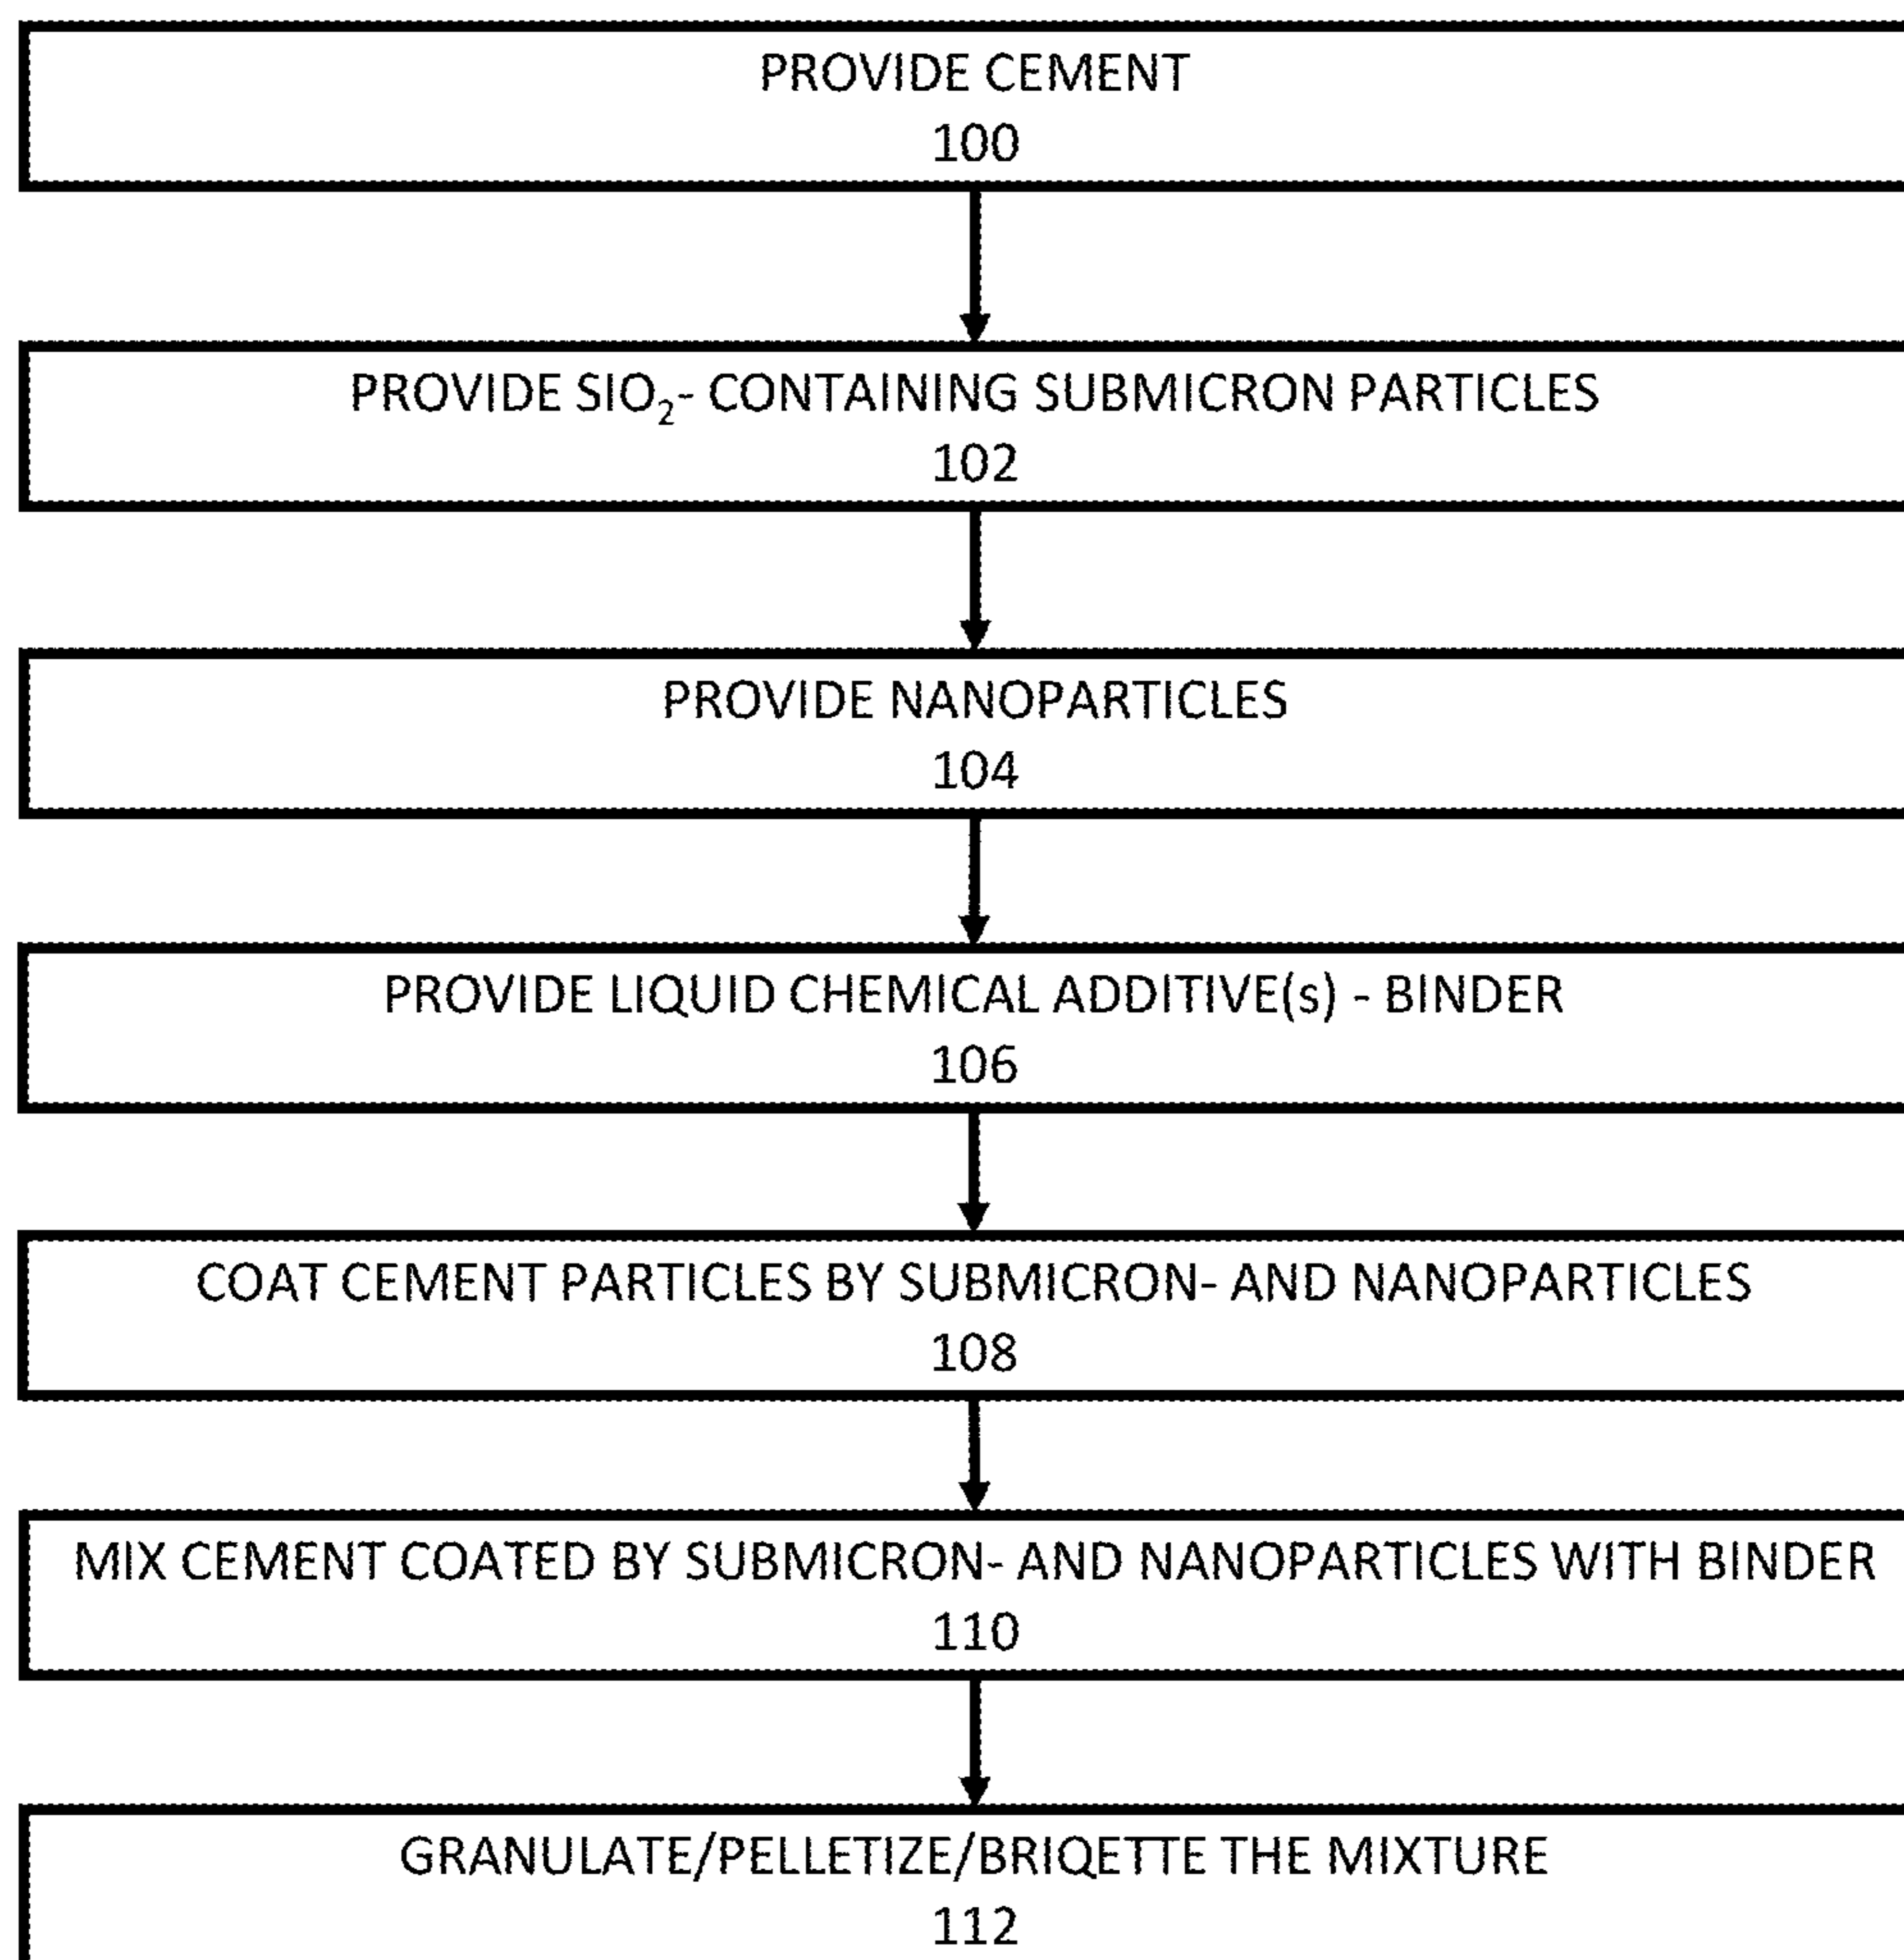 PROVIDE CEMENT
100
PROVIDE SIO₂- CONTAINING SUBMICRON PARTICLES
102
PROVIDE NANOPARTICLES
104
PROVIDE LIQUID CHEMICAL ADDITIVE(s) - BINDER
106
COAT CEMENT PARTICLES BY SUBMICRON- AND NANOPARTICLES
108
MIX CEMENT COATED BY SUBMICRON- AND NANOPARTICLES WITH BINDER
110
GRANULATE/PELLETIZE/BRIQETTE THE MIXTURE
112